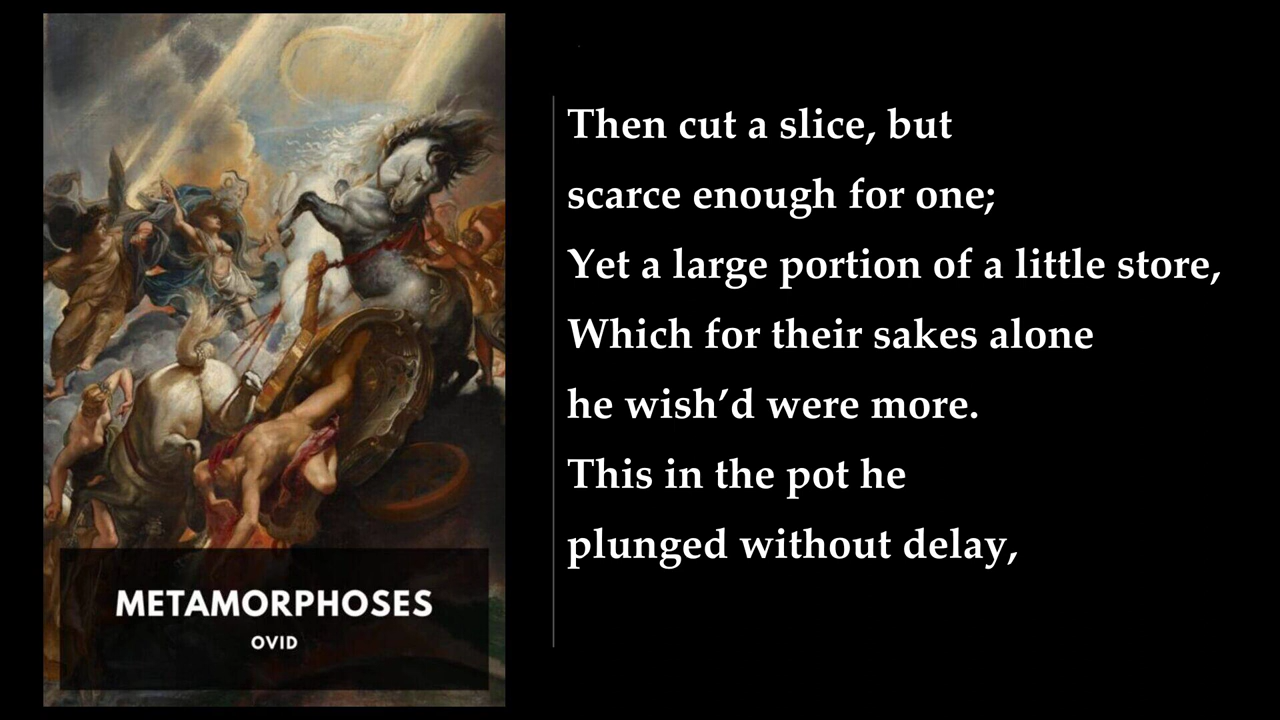 METAMORPHOSES
OVID
Then cut a slice, but
scarce enough for one;
Yet a large portion of a little store,
Which for their sakes alone
he wish’d were more.
This in the pot he
plunged without delay,